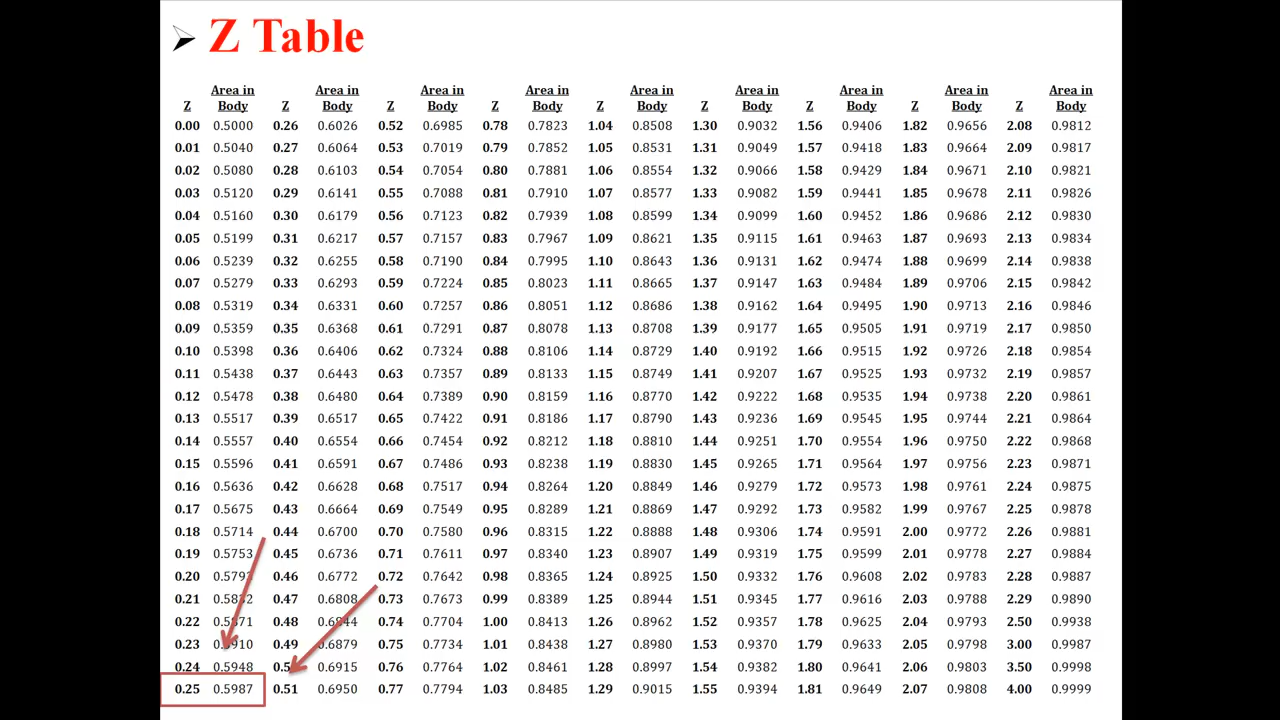 Z Table
Area in Area in Area in Area in Area in Area in Area in Area in Area in
Z Body Z Body Z Body Z Body Z Body Z Body Z Body Z Body Z Body
0.00 0.5000 0.26 0.6026 0.52 0.6985 0.78 0.7823 1.04 0.8508 1.30 0.9032 1.56 0.9406 1.82 0.9656 2.08 0.9812
0.01 0.5040 0.27 0.6064 0.53 0.7019 0.79 0.7852 1.05 0.8531 1.31 0.9049 1.57 0.9418 1.83 0.9664 2.09 0.9817
0.02 0.5080 0.28 0.6103 0.54 0.7054 0.80 0.7881 1.06 0.8554 1.32 0.9066 1.58 0.9429 1.84 0.9671 2.10 0.9821
0.03 0.5120 0.29 0.6141 0.55 0.7088 0.81 0.7910 1.07 0.8577 1.33 0.9082 1.59 0.9441 1.85 0.9678 2.11 0.9826
0.04 0.5160 0.30 0.6179 0.56 0.7123 0.82 0.7939 1.08 0.8599 1.34 0.9099 1.60 0.9452 1.86 0.9686 2.12 0.9830
0.05 0.5199 0.31 0.6217 0.57 0.7157 0.83 0.7967 1.09 0.8621 1.35 0.9115 1.61 0.9463 1.87 0.9693 2.13 0.9834
0.06 0.5239 0.32 0.6255 0.58 0.7190 0.84 0.7995 1.10 0.8643 1.36 0.9131 1.62 0.9474 1.88 0.9699 2.14 0.9838
0.07 0.5279 0.33 0.6293 0.59 0.7224 0.85 0.8023 1.11 0.8665 1.37 0.9147 1.63 0.9484 1.89 0.9706 2.15 0.9842
0.08 0.5319 0.34 0.6331 0.60 0.7257 0.86 0.8051 1.12 0.8686 1.38 0.9162 1.64 0.9495 1.90 0.9713 2.16 0.9846
0.09 0.5359 0.35 0.6368 0.61 0.7291 0.87 0.8078 1.13 0.8708 1.39 0.9177 1.65 0.9505 1.91 0.9719 2.17 0.9850
0.10 0.5398 0.36 0.6406 0.62 0.7324 0.88 0.8106 1.14 0.8729 1.40 0.9192 1.66 0.9515 1.92 0.9726 2.18 0.9854
0.11 0.5438 0.37 0.6443 0.63 0.7357 0.89 0.8133 1.15 0.8749 1.41 0.9207 1.67 0.9525 1.93 0.9732 2.19 0.9857
0.12 0.5478 0.38 0.6480 0.64 0.7389 0.90 0.8159 1.16 0.8770 1.42 0.9222 1.68 0.9535 1.94 0.9738 2.20 0.9861
0.13 0.5517 0.39 0.6517 0.65 0.7422 0.91 0.8186 1.17 0.8790 1.43 0.9236 1.69 0.9545 1.95 0.9744 2.21 0.9864
0.14 0.5557 0.40 0.6554 0.66 0.7454 0.92 0.8212 1.18 0.8810 1.44 0.9251 1.70 0.9554 1.96 0.9750 2.22 0.9868
0.15 0.5596 0.41 0.6591 0.67 0.7486 0.93 0.8238 1.19 0.8830 1.45 0.9265 1.71 0.9564 1.97 0.9756 2.23 0.9871
0.16 0.5636 0.42 0.6628 0.68 0.7517 0.94 0.8264 1.20 0.8849 1.46 0.9279 1.72 0.9573 1.98 0.9761 2.24 0.9875
0.17 0.5675 0.43 0.6664 0.69 0.7549 0.95 0.8289 1.21 0.8869 1.47 0.9292 1.73 0.9582 1.99 0.9767 2.25 0.9878
0.18 0.5714 0.44 0.6700 0.70 0.7580 0.96 0.8315 1.22 0.8888 1.48 0.9306 1.74 0.9591 2.00 0.9772 2.26 0.9881
0.19 0.5753 0.45 0.6736 0.71 0.7611 0.97 0.8340 1.23 0.8907 1.49 0.9319 1.75 0.9599 2.01 0.9778 2.27 0.9884
0.20 0.46 0.6772 0.72 0.7642 0.98 0.8365 1.24 0.8925 1.50 0.9332 1.76 0.9608 2.02 0.9783 2.28 0.9887
0.21 0.47 0.6808 0.73 0.7673 0.99 0.8389 1.25 0.8944 1.51 0.9345 1.77 0.9616 2.03 0.9788 2.29 0.9890
0.22 0.48 0.6844 0.74 0.7704 1.00 0.8413 1.26 0.8962 1.52 0.9357 1.78 0.9625 2.04 0.9793 2.50 0.9938
0.23 0.49 0.6879 0.75 0.7734 1.01 0.8438 1.27 0.8980 1.53 0.9370 1.79 0.9633 2.05 0.9798 3.00 0.9987
0.24 0.5948 0.6915 0.76 0.7764 1.02 0.8461 1.28 0.8997 1.54 0.9382 1.80 0.9641 2.06 0.9803 3.50 0.9998
0.25 0.5987 0.51 0.6950 0.77 0.7794 1.03 0.8485 1.29 0.9015 1.55 0.9394 1.81 0.9649 2.07 0.9808 4.00 0.9999